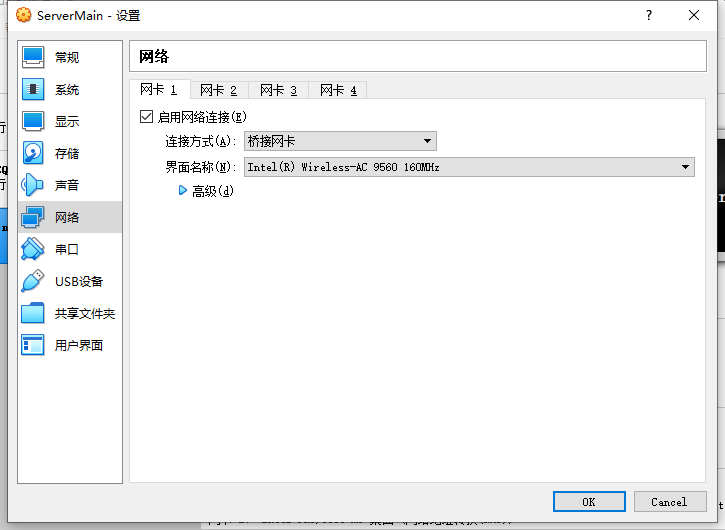 ServerMain - 设置
?
常规
系统
显示
存储
声音
网络
串口
USB设备
共享文件夹
用户界面
网络
网卡 1
网卡 2
网卡 3
网卡 4
启用网络连接(E)
连接方式(A):
桥接网卡
界面名称(N):
Intel(R) Wireless-AC 9560 160MHz
高级(d)
OK
Cancel